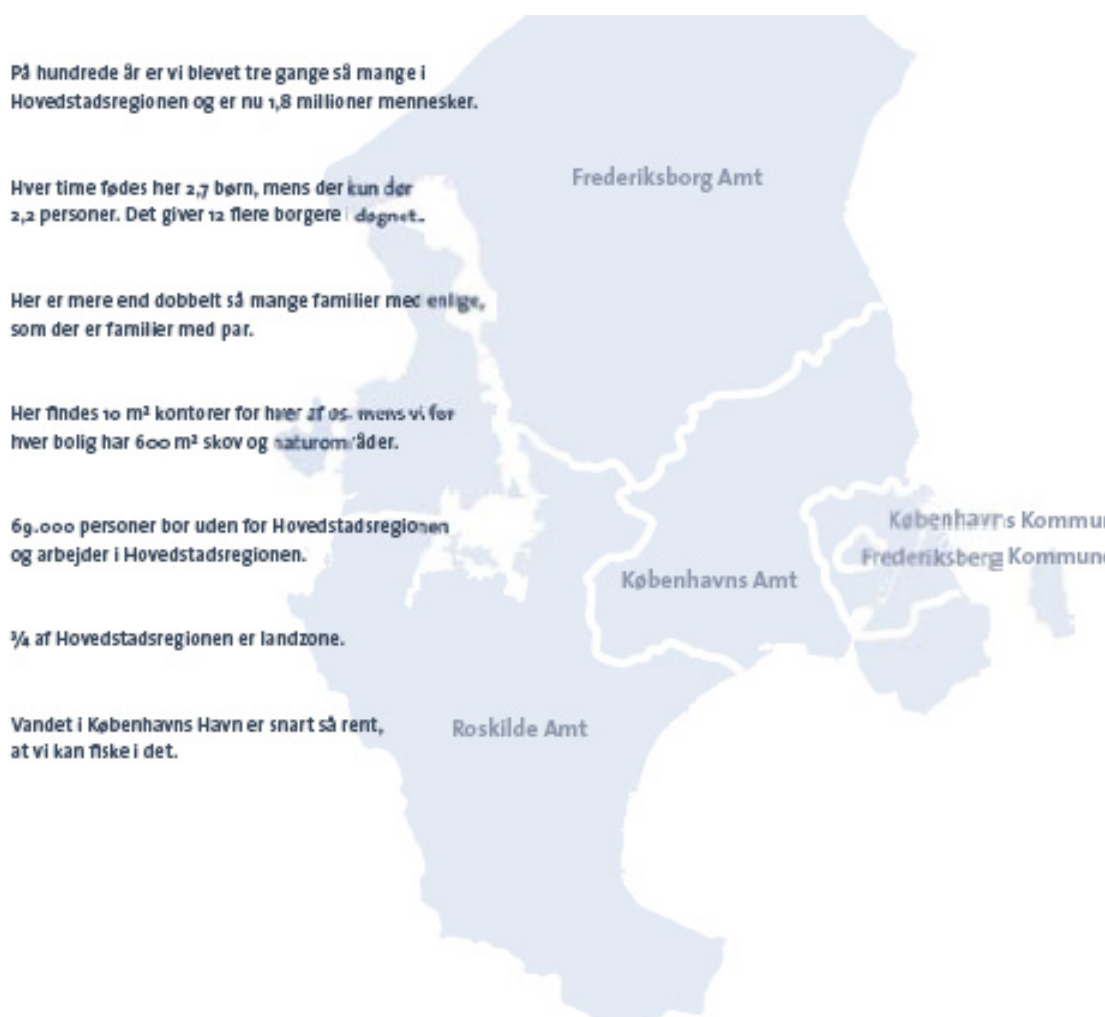 På hundrede år er vi blevet tre gange så mange i
Hovedstadsregionen og er nu 1,8 millioner mennesker.
Hver time fødes her 2,7 børn, mens der kun dør
2,2 personer. Det giver 12 flere borgere i døgnet.
Her er mere end dobbelt så mange familier med enlige,
som der er familier med par.
Her findes 10 m² kontorer for hver af os, mens vi for
hver bolig har 600 m² skov og naturområder.
69.000 personer bor uden for Hovedstadsregionen
og arbejder i Hovedstadsregionen.
¾ af Hovedstadsregionen er landzone.
Vandet i Københavns Havn er snart så rent,
at vi kan fiske i det.
Frederiksborg Amt
Københavns Kommun
Frederiksberg Kommune
Københavns Amt
Roskilde Amt